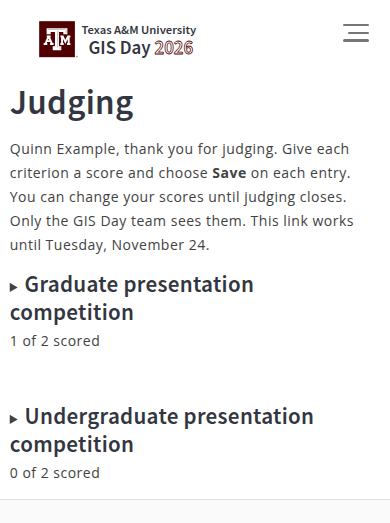 Texas A&M University
GIS Day 2026
ATM
Judging
Quinn Example, thank you for judging. Give each
criterion a score and choose Save on each entry.
You can change your scores until judging closes.
Only the GIS Day team sees them. This link works
until Tuesday, November 24.
Graduate presentation
competition
1 of 2 scored
Undergraduate presentation
competition
0 of 2 scored